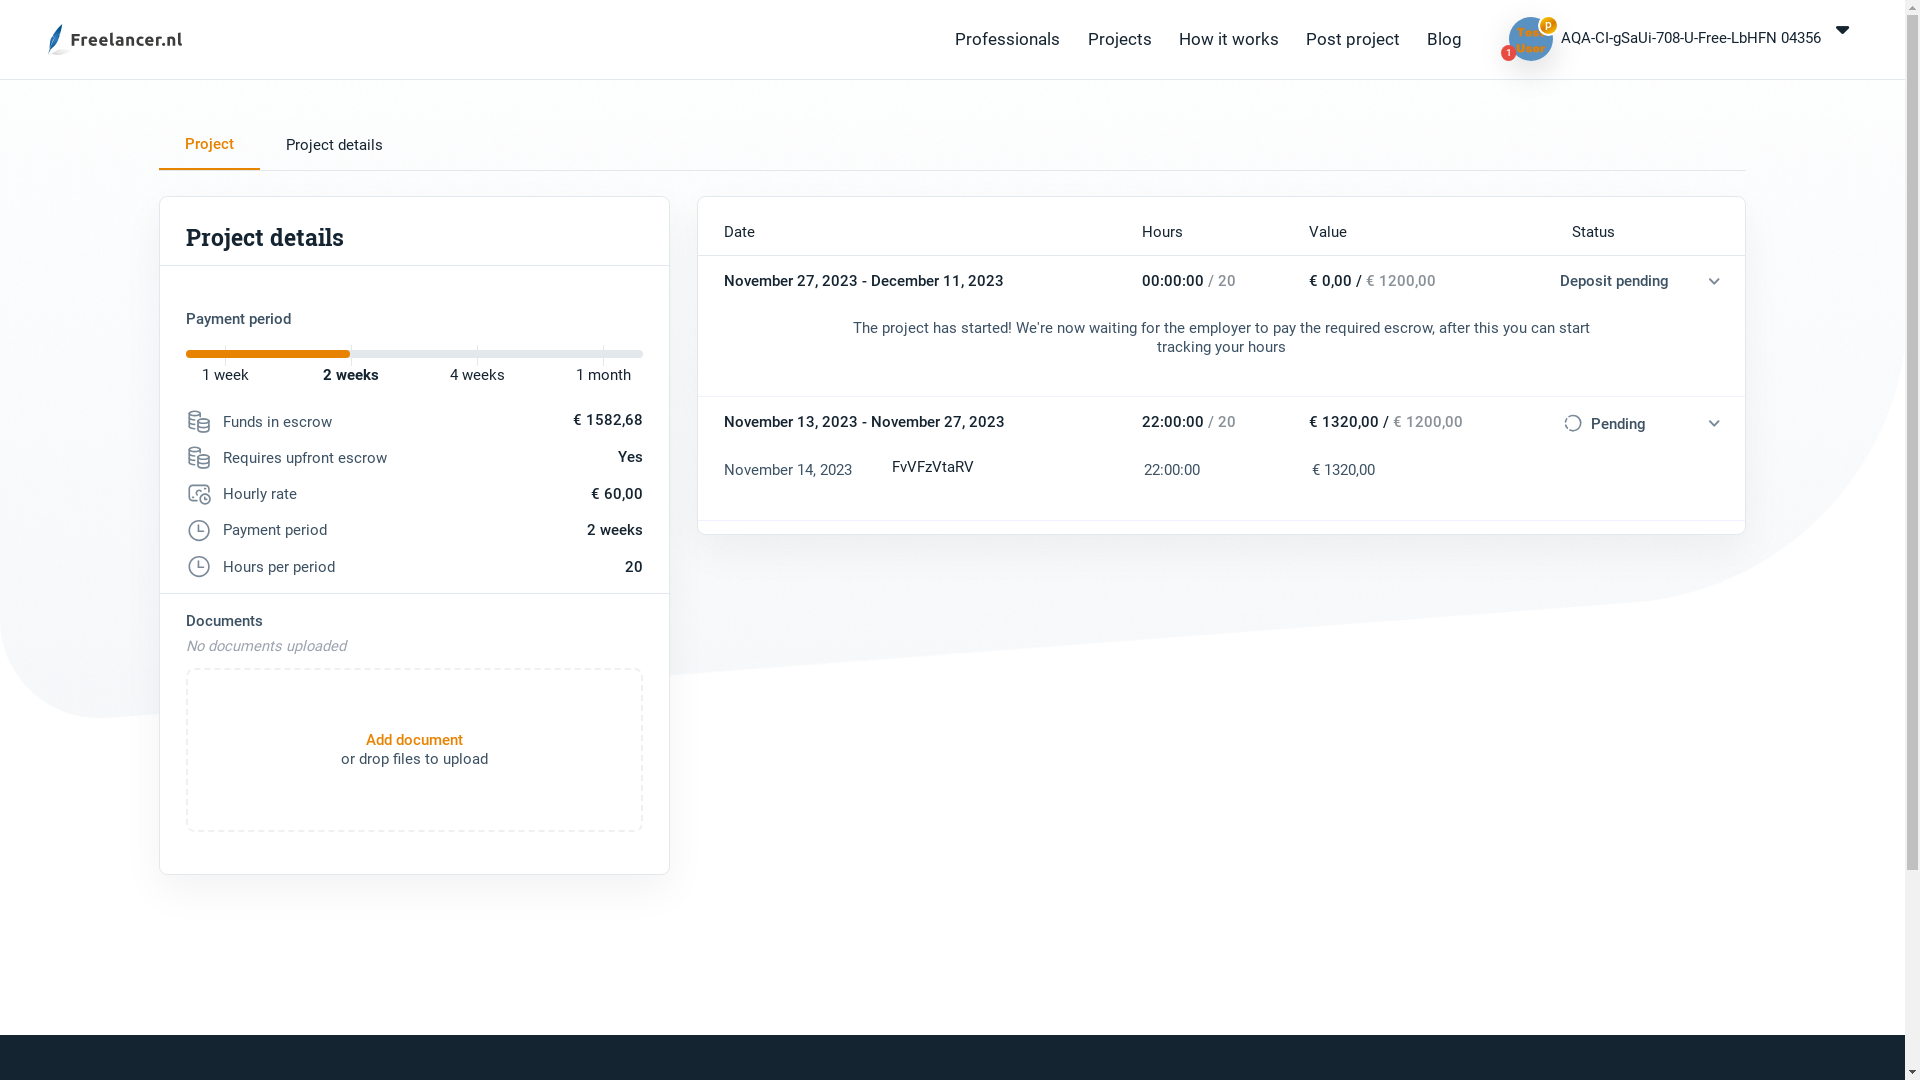 Freelancer.nl
Professionals
Projects
How it works
Post project
Blog
Test
User
P
1
AQA-CI-gSaUi-708-U-Free-LbHFN 04356
Project
Project details
Project details
Payment period
1 week
2 weeks
4 weeks
1 month
Funds in escrow € 1582,68
Requires upfront escrow Yes
Hourly rate € 60,00
Payment period 2 weeks
Hours per period 20
Documents
No documents uploaded
Add document
or drop files to upload
Date Hours Value Status
November 27, 2023 - December 11, 2023 00:00:00 / 20 € 0,00 / € 1200,00 Deposit pending
The project has started! We're now waiting for the employer to pay the required escrow, after this you can start
tracking your hours
November 13, 2023 - November 27, 2023 22:00:00 / 20 € 1320,00 / € 1200,00 Pending
November 14, 2023 FvVFzVtaRV 22:00:00 € 1320,00